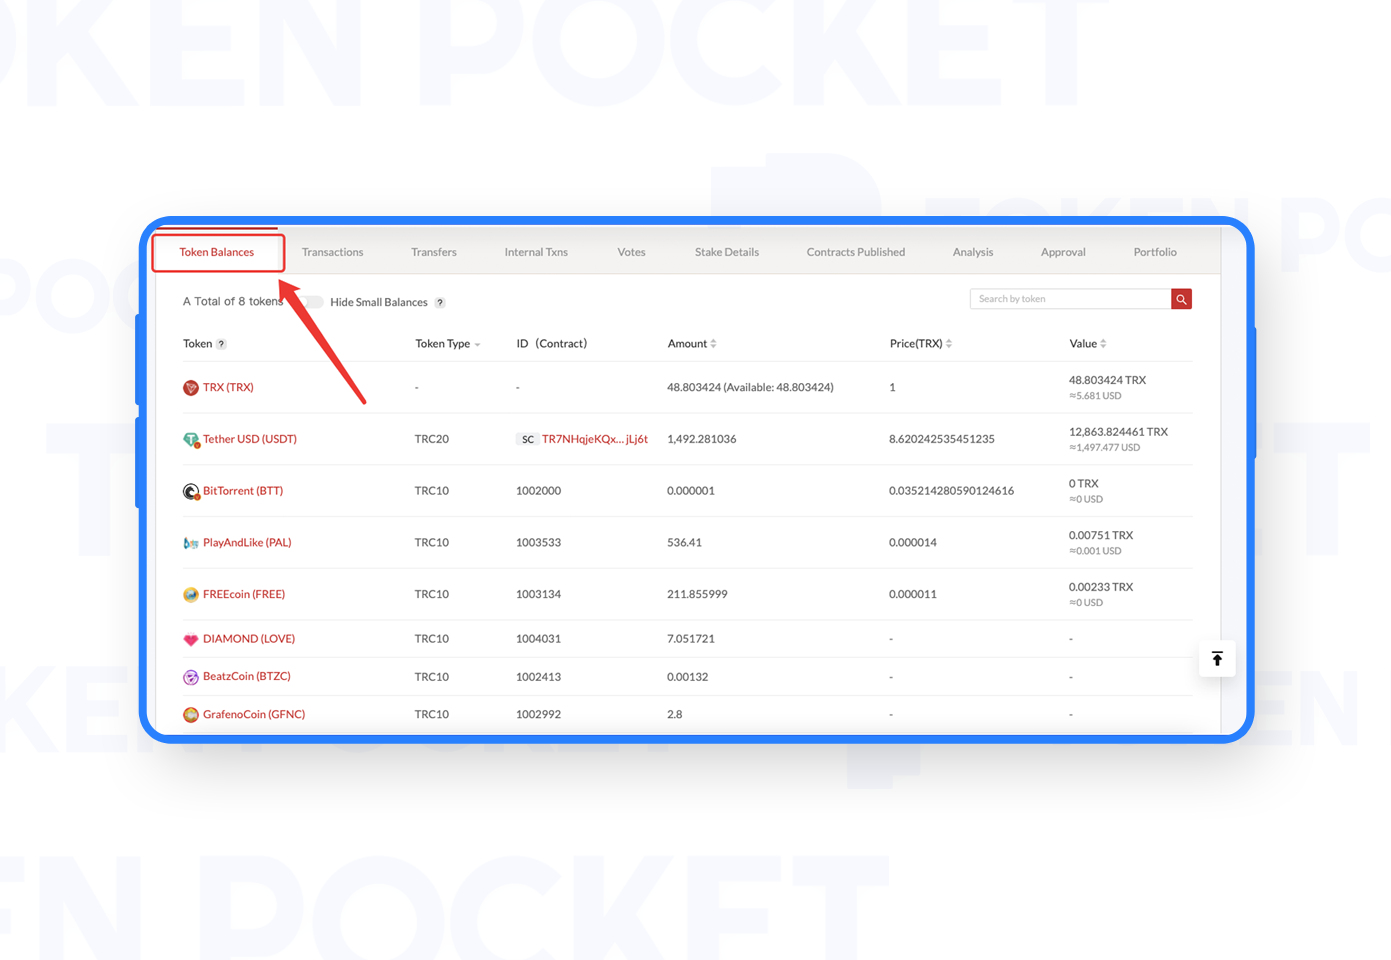 TOKEN POCKET
TOKEN POCKET
Token Balances Transactions Transfers Internal Txns Votes Stake Details Contracts Published Analysis Approval Portfolio
A Total of 8 tokens Hide Small Balances ? Search by token
Token ? Token Type ID（Contract） Amount Price(TRX) Value
TRX (TRX) - - 48.803424 (Available: 48.803424) 1 48.803424 TRX
≈5.681 USD
Tether USD (USDT) TRC20 SC TR7NHqjeKQx... jLj6t 1,492.281036 8.620242535451235 12,863.824461 TRX
≈1,497.477 USD
BitTorrent (BTT) TRC10 1002000 0.000001 0.035214280590124616 0 TRX
≈0 USD
PlayAndLike (PAL) TRC10 1003533 536.41 0.000014 0.00751 TRX
≈0.001 USD
FREEcoin (FREE) TRC10 1003134 211.855999 0.000011 0.00233 TRX
≈0 USD
DIAMOND (LOVE) TRC10 1004031 7.051721 - -
BeatzCoin (BTZC) TRC10 1002413 0.00132 - -
GrafenoCoin (GFNC) TRC10 1002992 2.8 - -
EN POCKET